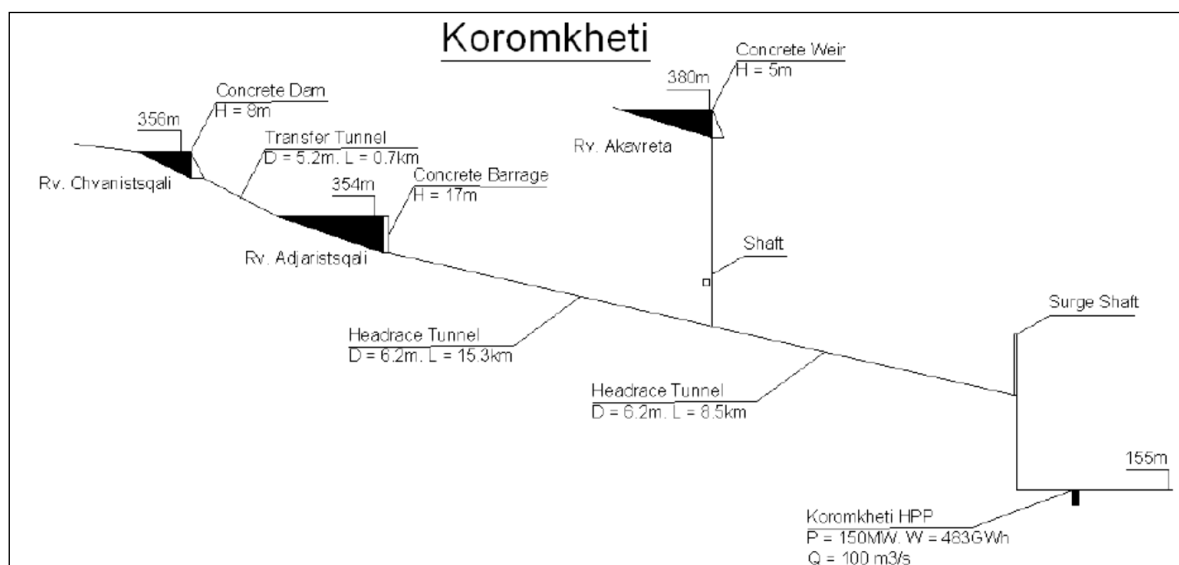 Koromkheti
Concrete Weir
H = 5m
380m
Concrete Dam
H = 8m
356m
Transfer Tunnel
D = 5.2m. L = 0.7km
Rv. Akavreta
Rv. Chvanistsqali
354m
Concrete Barrage
H = 17m
Rv. Adjaristsqali
Shaft
Surge Shaft
Headrace Tunnel
D = 6.2m. L = 15.3km
Headrace Tunnel
D = 6.2m. L = 8.5km
155m
Koromkheti HPP
P = 150MW. W = 483GWh
Q = 100 m3/s